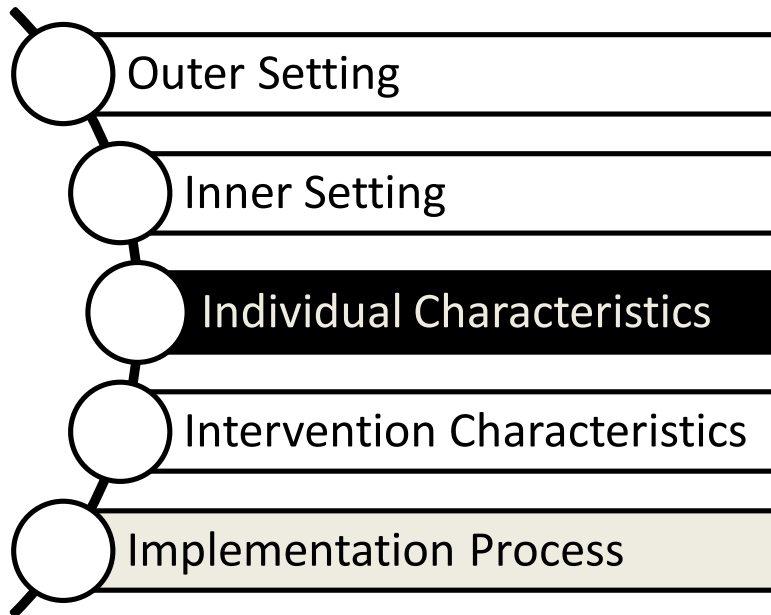 Outer Setting
Inner Setting
Individual Characteristics
Intervention Characteristics
Implementation Process